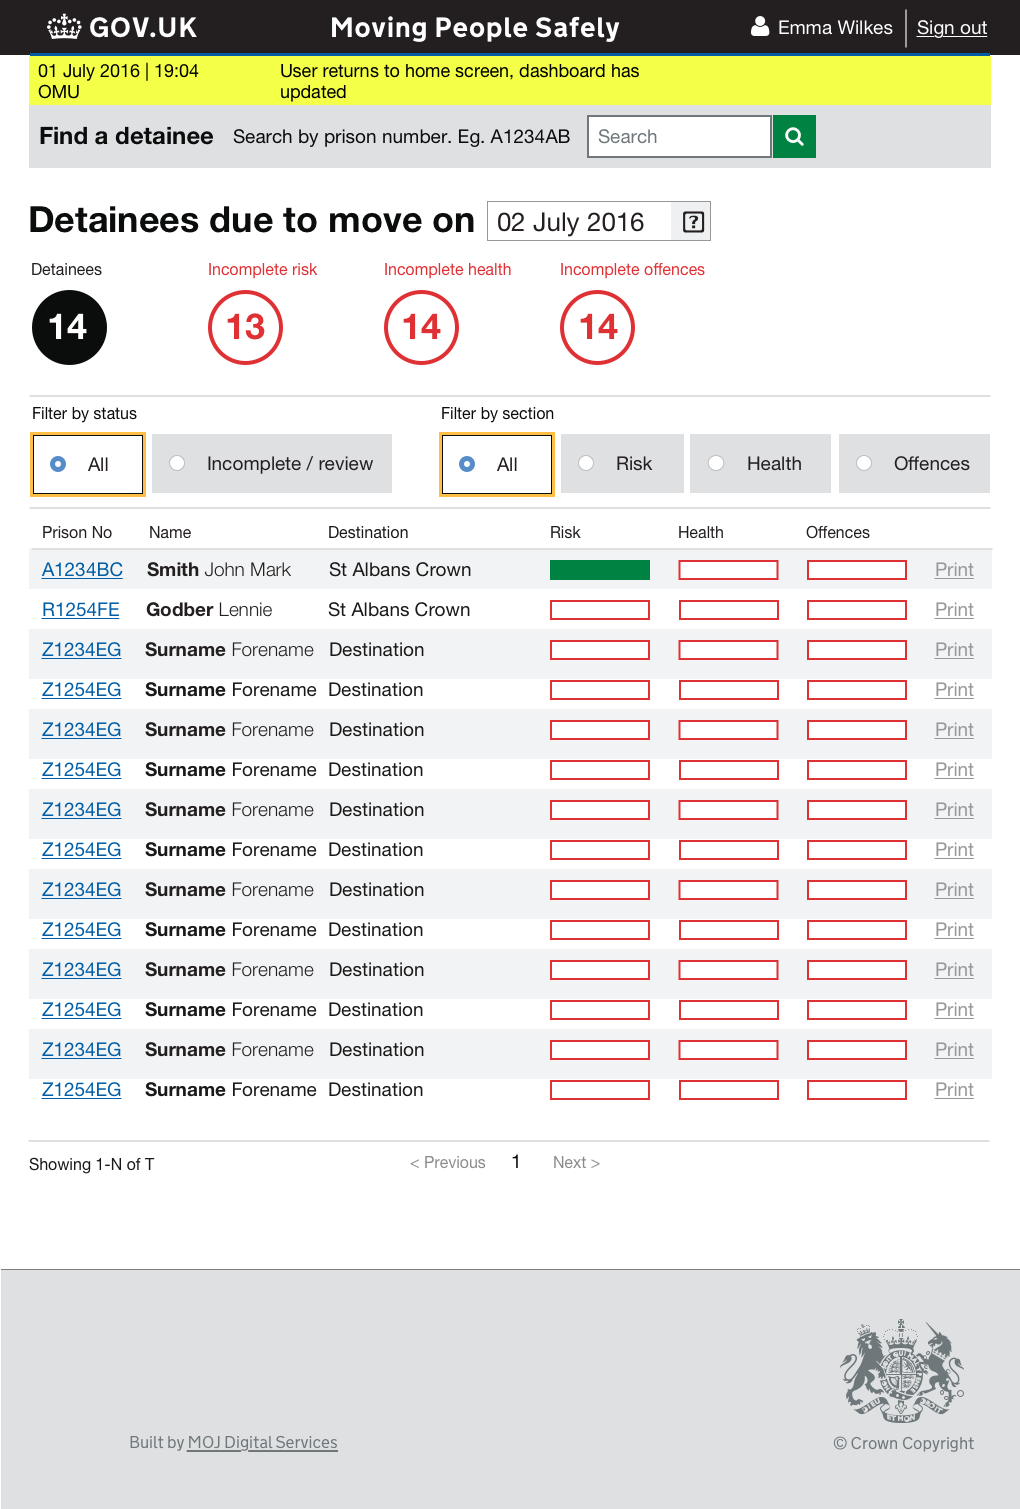 GOV.UK Moving People Safely Emma Wilkes Sign out
01 July 2016 | 19:04 User returns to home screen, dashboard has
OMU updated
Find a detainee Search by prison number. Eg. A1234AB Search
Detainees due to move on 02 July 2016 ?
Detainees Incomplete risk Incomplete health Incomplete offences
14 13 14 14
Filter by status Filter by section
All Incomplete / review All Risk Health Offences
Prison No Name Destination Risk Health Offences
A1234BC Smith John Mark St Albans Crown Print
R1254FE Godber Lennie St Albans Crown Print
Z1234EG Surname Forename Destination Print
Z1254EG Surname Forename Destination Print
Z1234EG Surname Forename Destination Print
Z1254EG Surname Forename Destination Print
Z1234EG Surname Forename Destination Print
Z1254EG Surname Forename Destination Print
Z1234EG Surname Forename Destination Print
Z1254EG Surname Forename Destination Print
Z1234EG Surname Forename Destination Print
Z1254EG Surname Forename Destination Print
Z1234EG Surname Forename Destination Print
Z1254EG Surname Forename Destination Print
Showing 1-N of T < Previous 1 Next >
Built by MOJ Digital Services © Crown Copyright